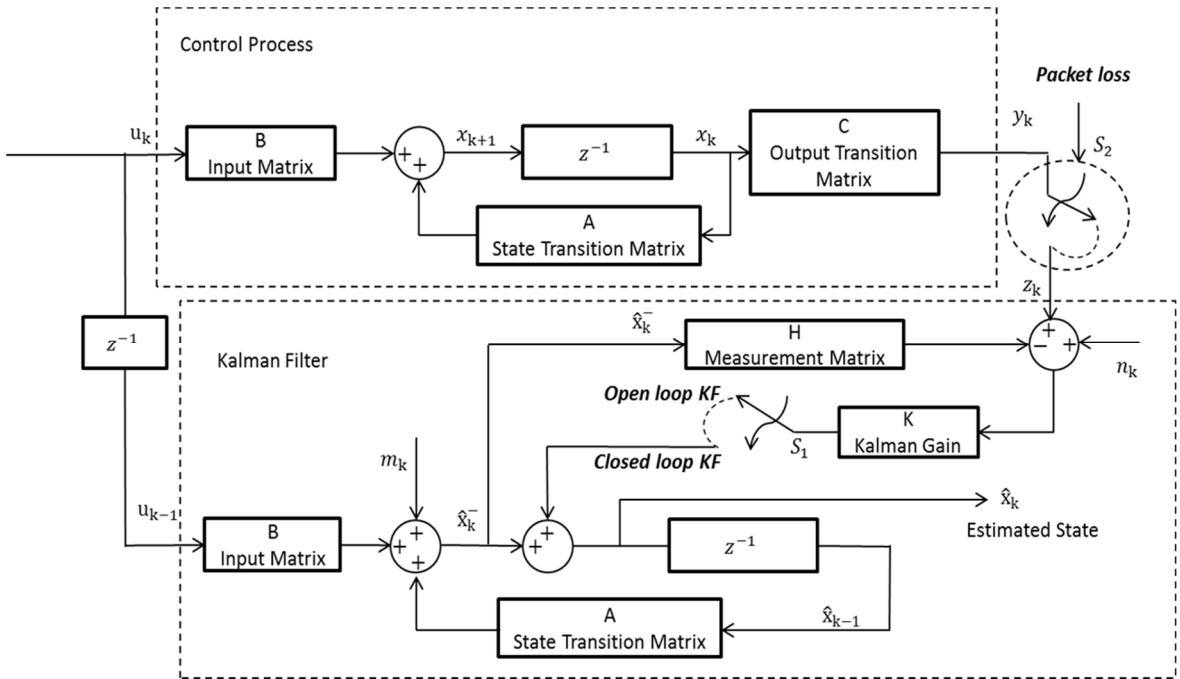 Control Process
Packet loss
u_k
B
Input Matrix
+
+
x_{k+1}
z^{-1}
x_k
C
Output Transition
Matrix
y_k
S_2
A
State Transition Matrix
z_k
z^{-1}
Kalman Filter
x̂_k^-
H
Measurement Matrix
+
−
+
n_k
Open loop KF
S_1
K
Kalman Gain
Closed loop KF
m_k
x̂_k
Estimated State
u_{k−1}
B
Input Matrix
+
+
+
x̂_k^-
+
+
z^{-1}
A
State Transition Matrix
x̂_{k−1}